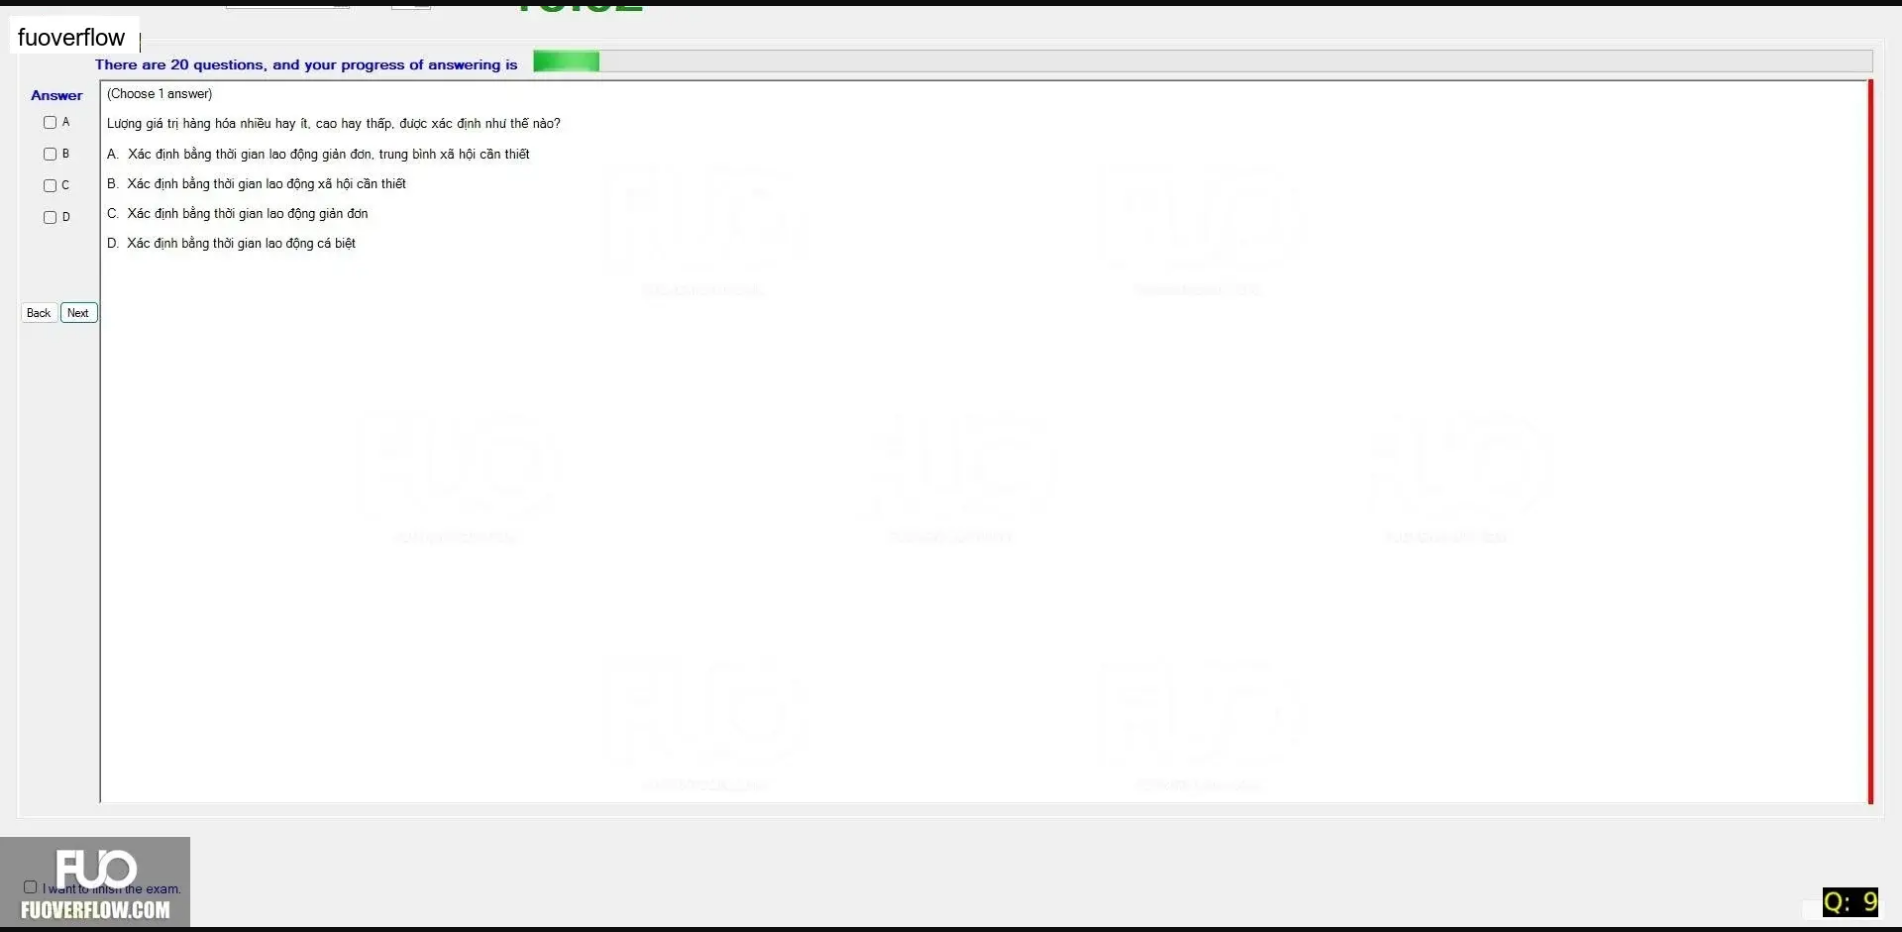 fuoverflow
There are 20 questions, and your progress of answering is
Answer
(Choose 1 answer)
A
Lượng giá trị hàng hóa nhiều hay ít, cao hay thấp, được xác định như thế nào?
B
A. Xác định bằng thời gian lao động giản đơn, trung bình xã hội cần thiết
C
B. Xác định bằng thời gian lao động xã hội cần thiết
D
C. Xác định bằng thời gian lao động giản đơn
D. Xác định bằng thời gian lao động cá biệt
Back
Next
FUO
I want to finish the exam.
FUOVERFLOW.COM
Q: 9